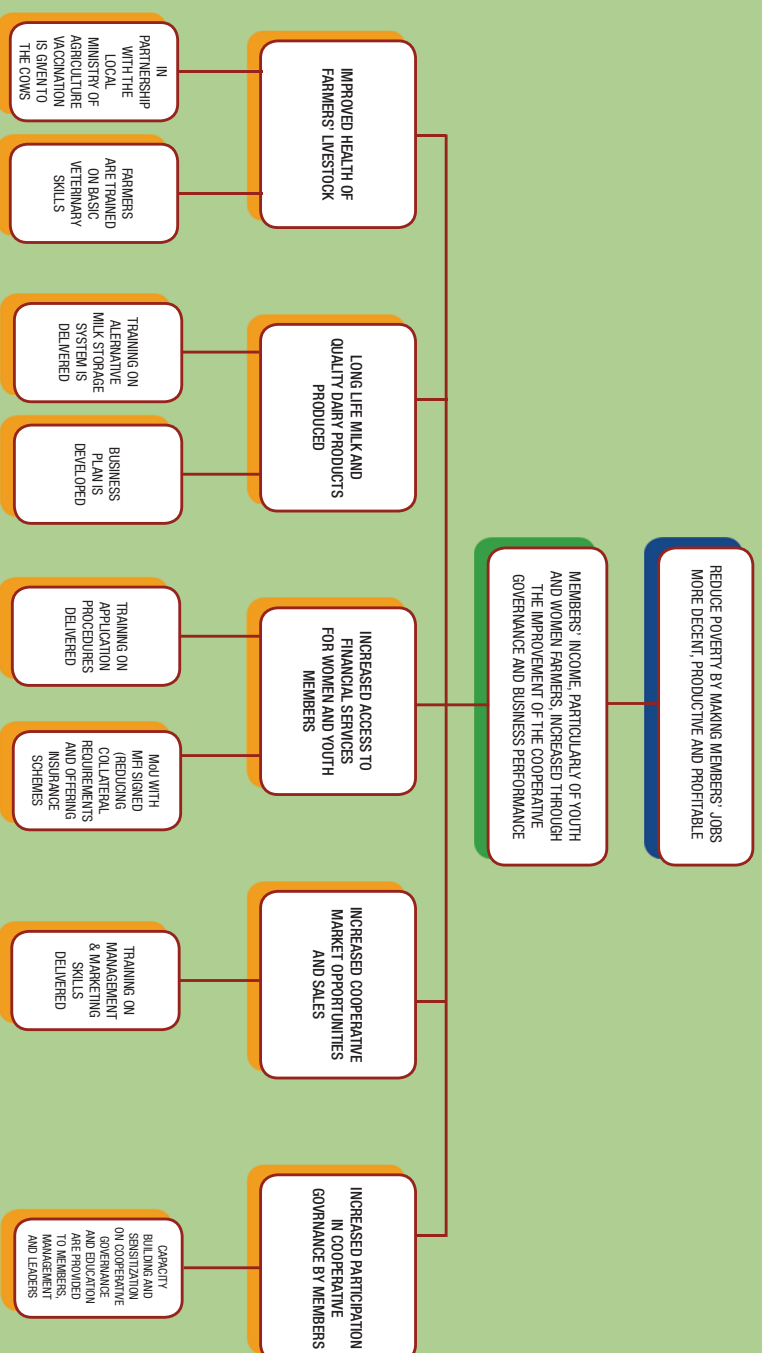 REDUCE POVERTY BY MAKING MEMBERS' JOBS
MORE DECENT, PRODUCTIVE AND PROFITABLE
MEMBERS' INCOME, PARTICULARLY OF YOUTH
AND WOMEN FARMERS, INCREASED THROUGH
THE IMPROVEMENT OF THE COOPERATIVE
GOVERNANCE AND BUSINESS PERFORMANCE
IMPROVED HEALTH OF
FARMERS' LIVESTOCK
LONG LIFE MILK AND
QUALITY DAIRY PRODUCTS
PRODUCED
INCREASED ACCESS TO
FINANCIAL SERVICES
FOR WOMEN AND YOUTH
MEMBERS
INCREASED COOPERATIVE
MARKET OPPORTUNITIES
AND SALES
INCREASED PARTICIPATION
IN COOPERATIVE
GOVRNANCE BY MEMBERS
IN
PARTNERSHIP
WITH THE
LOCAL
MINISTRY OF
AGRICULTURE
VACCINATION
IS GIVEN TO
THE COWS
FARMERS
ARE TRAINED
ON BASIC
VETERINARY
SKILLS
TRAINING ON
ALERNATIVE
MILK STORAGE
SYSTEM IS
DELIVERED
BUSINESS
PLAN IS
DEVELOPED
TRAINING ON
APPLICATION
PROCEDURES
DELIVERED
MoU WITH
MFI SIGNED
(REDUCING
COLLATERAL
REQUIREMENTS
AND OFFERING
INSURANCE
SCHEMES
TRAINING ON
MANAGEMENT
& MARKETING
SKILLS
DELIVERED
CAPACITY
BUILDING AND
SENSITIZATION
ON COOPERATIVE
GOVERNANCE
AND EDUCATION
ARE PROVIDED
TO MEMBERS,
MANAGEMENT
AND LEADERS